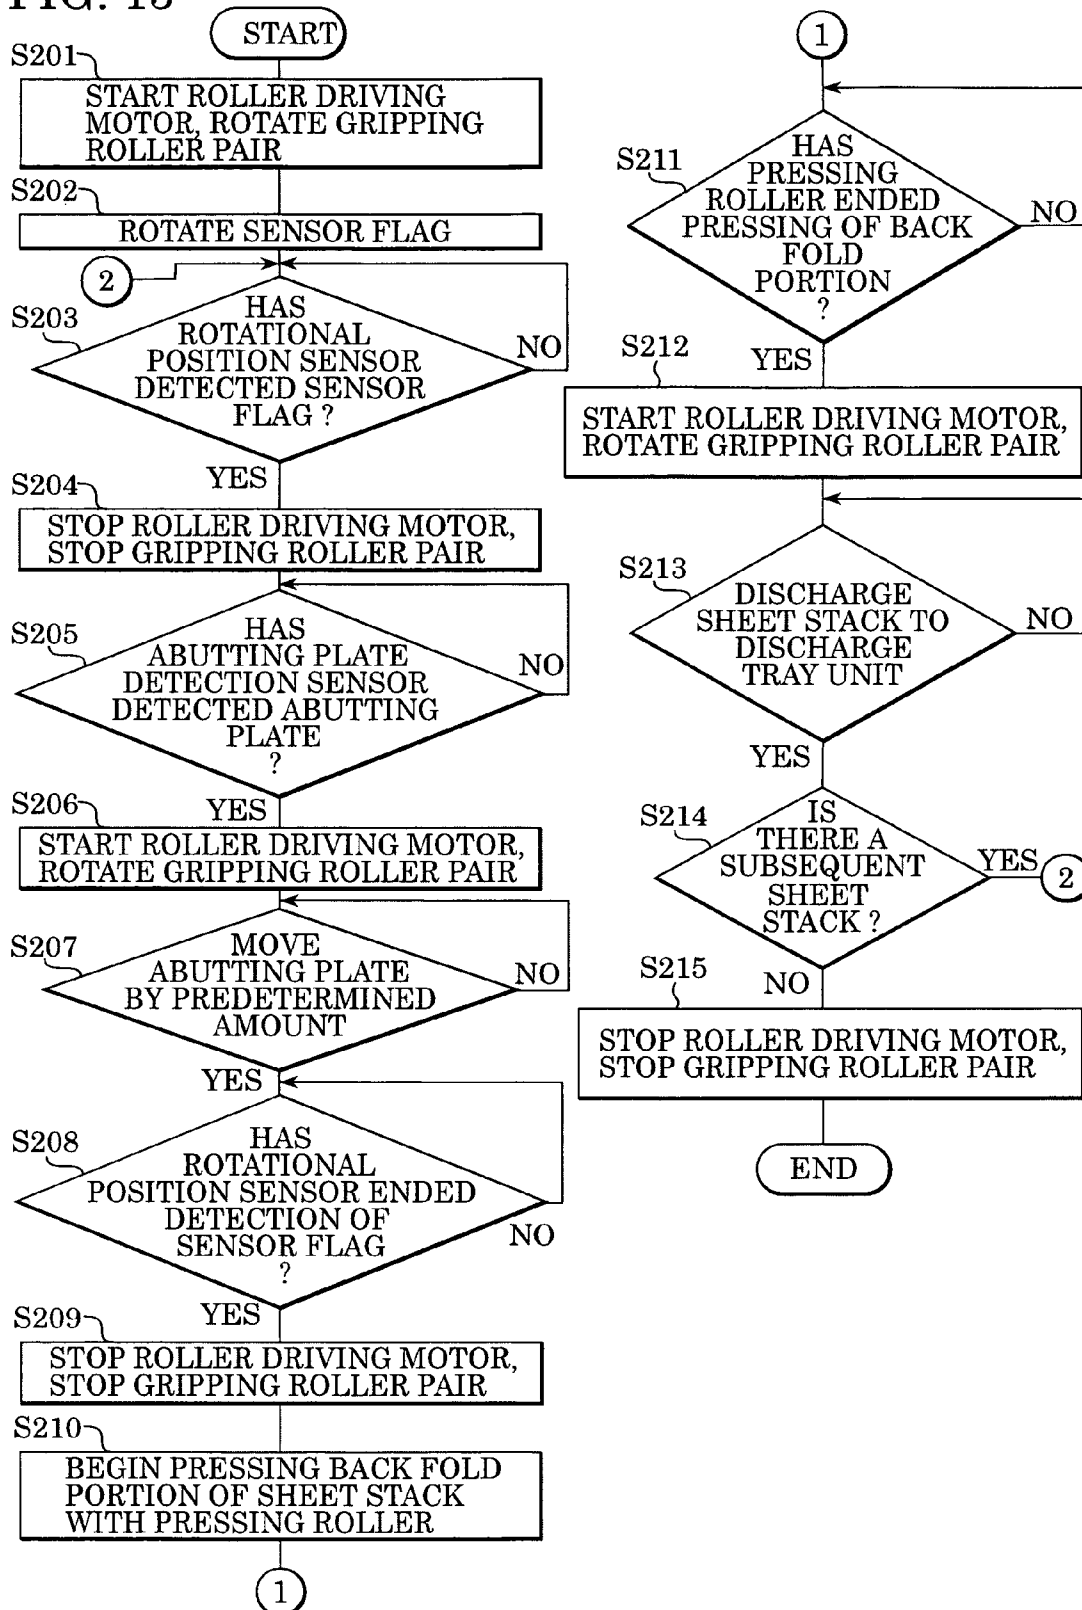 FIG. 13
START
S201
START ROLLER DRIVING
MOTOR, ROTATE GRIPPING
ROLLER PAIR
S202
ROTATE SENSOR FLAG
2
S203
HAS
ROTATIONAL
POSITION SENSOR
DETECTED SENSOR
FLAG ?
NO
YES
S204
STOP ROLLER DRIVING MOTOR,
STOP GRIPPING ROLLER PAIR
S205
HAS
ABUTTING PLATE
DETECTION SENSOR
DETECTED ABUTTING
PLATE
?
NO
YES
S206
START ROLLER DRIVING MOTOR,
ROTATE GRIPPING ROLLER PAIR
S207
MOVE
ABUTTING PLATE
BY PREDETERMINED
AMOUNT
NO
YES
S208
HAS
ROTATIONAL
POSITION SENSOR ENDED
DETECTION OF
SENSOR FLAG
?
NO
YES
S209
STOP ROLLER DRIVING MOTOR,
STOP GRIPPING ROLLER PAIR
S210
BEGIN PRESSING BACK FOLD
PORTION OF SHEET STACK
WITH PRESSING ROLLER
1
1
S211
HAS
PRESSING
ROLLER ENDED
PRESSING OF BACK
FOLD
PORTION
?
NO
YES
S212
START ROLLER DRIVING MOTOR,
ROTATE GRIPPING ROLLER PAIR
S213
DISCHARGE
SHEET STACK TO
DISCHARGE
TRAY UNIT
NO
YES
S214
IS
THERE A
SUBSEQUENT
SHEET
STACK ?
YES
2
NO
S215
STOP ROLLER DRIVING MOTOR,
STOP GRIPPING ROLLER PAIR
END